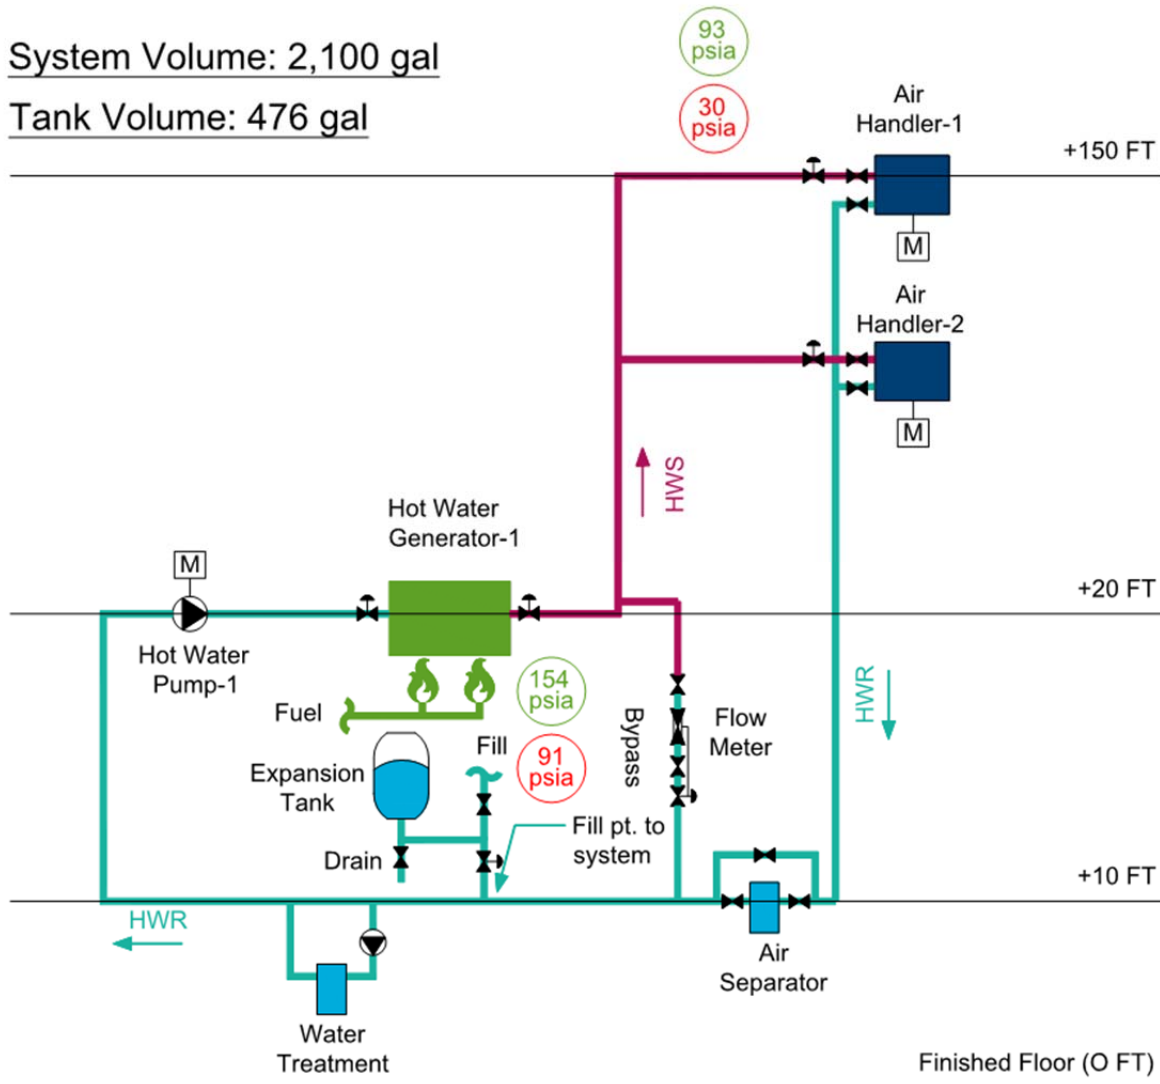 System Volume: 2,100 gal
Tank Volume: 476 gal
93
psia
30
psia
Air
Handler-1
+150 FT
M
Air
Handler-2
M
HWS
Hot Water
Generator-1
M
+20 FT
Hot Water
Pump-1
Fuel
154
psia
91
psia
Fill
Expansion
Tank
Bypass
Flow
Meter
HWR
Drain
Fill pt. to
system
+10 FT
HWR
Air
Separator
Water
Treatment
Finished Floor (O FT)